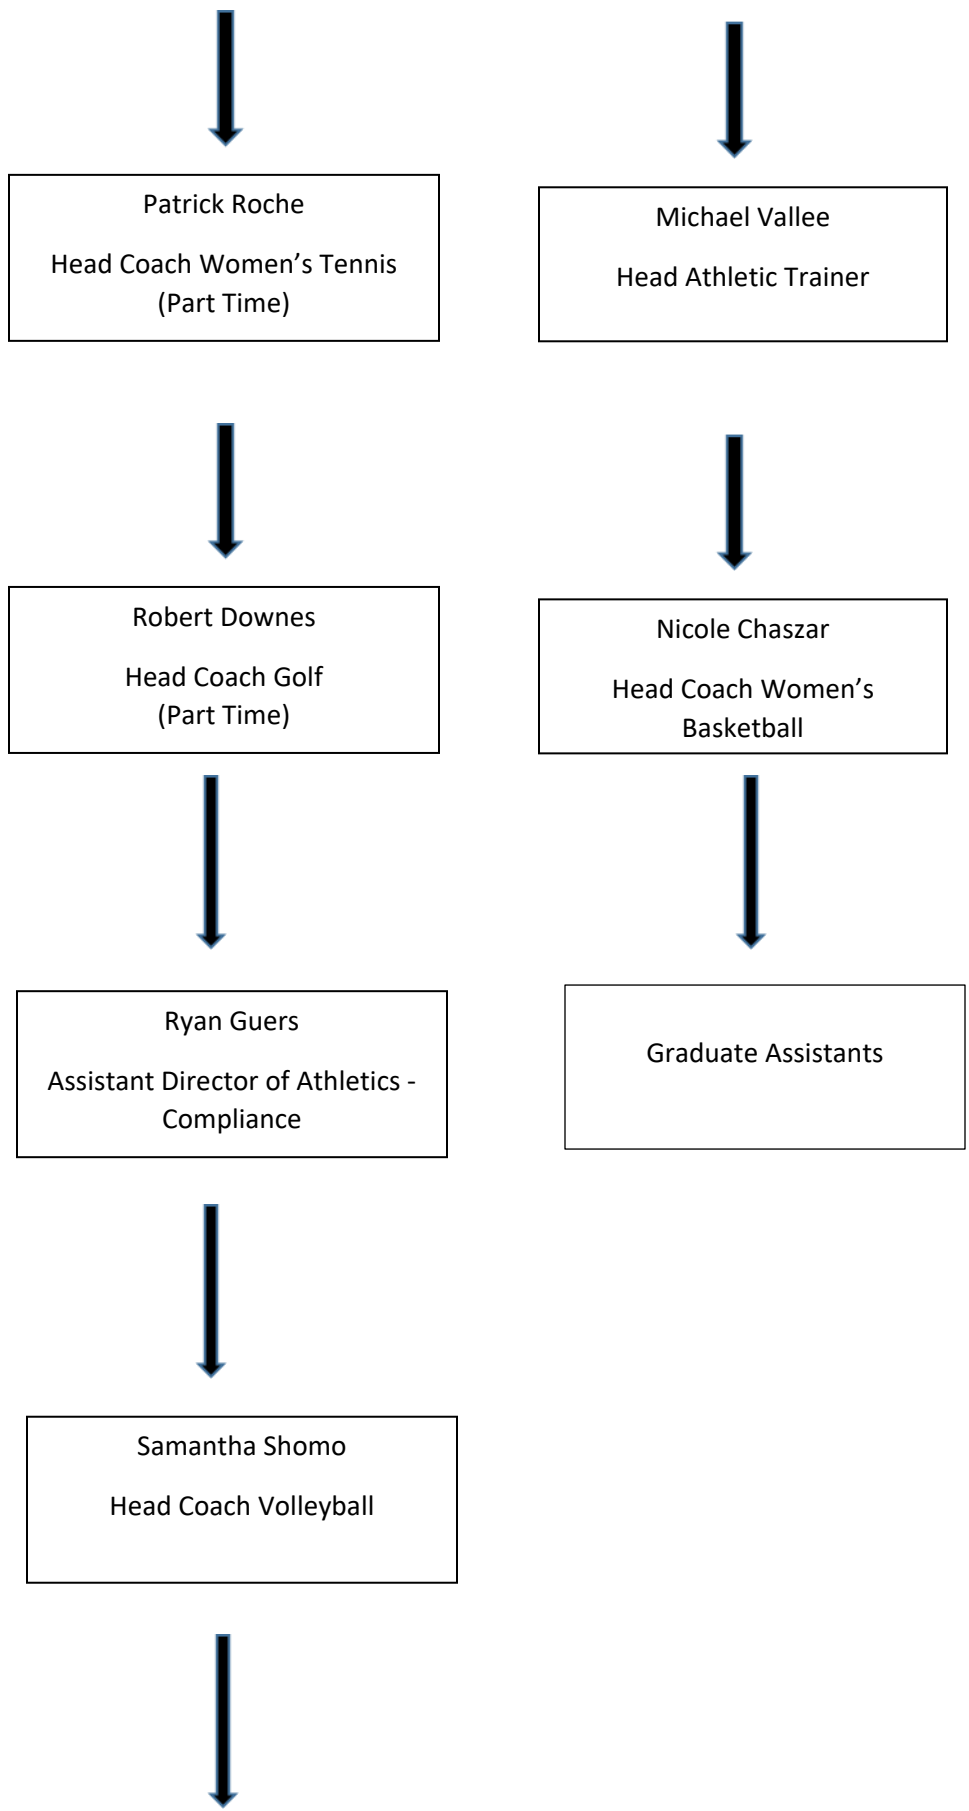 Patrick Roche
Head Coach Women’s Tennis
(Part Time)
Michael Vallee
Head Athletic Trainer
Robert Downes
Head Coach Golf
(Part Time)
Nicole Chaszar
Head Coach Women’s
Basketball
Ryan Guers
Assistant Director of Athletics -
Compliance
Graduate Assistants
Samantha Shomo
Head Coach Volleyball